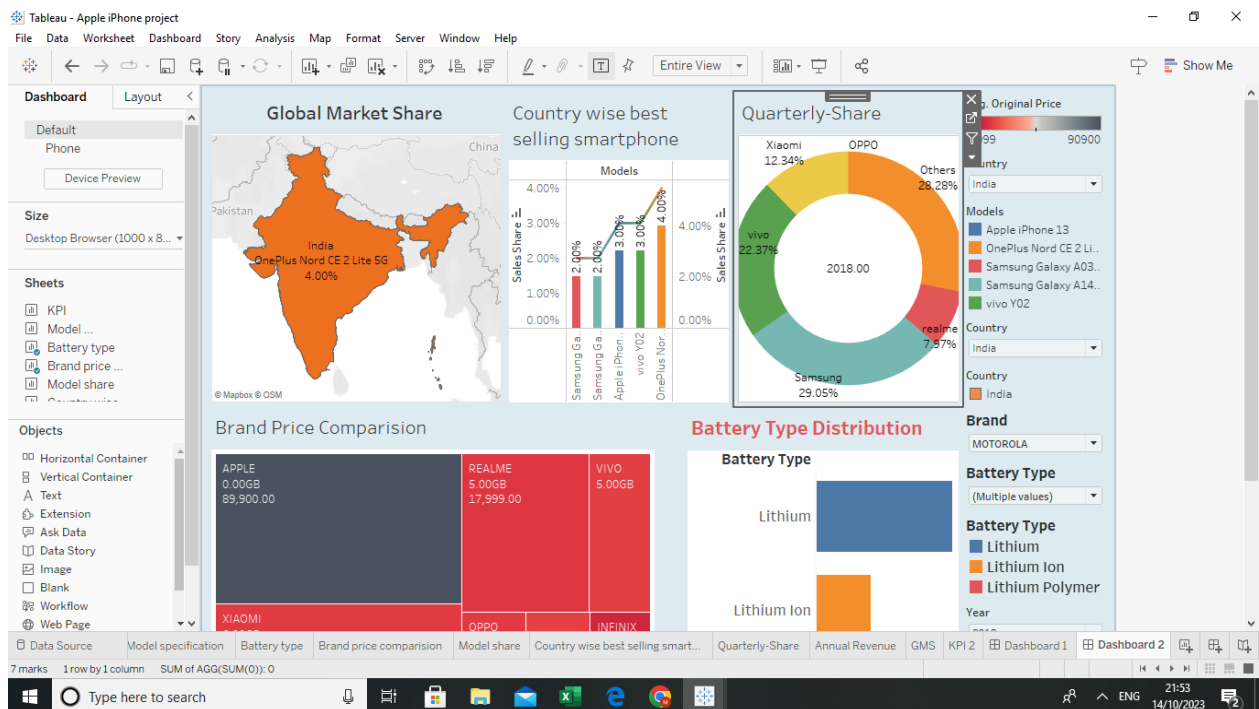 Tableau - Apple iPhone project
File Data Worksheet Dashboard Story Analysis Map Format Server Window Help
Entire View
Show Me
Dashboard
Layout
Default
Phone
Device Preview
Size
Desktop Browser (1000 x 8...
Sheets
KPI
Model ...
Battery type
Brand price ...
Model share
Objects
Horizontal Container
Vertical Container
Text
Extension
Ask Data
Data Story
Image
Blank
Workflow
Web Page
Global Market Share
China
Pakistan
India
OnePlus Nord CE 2 Lite 5G
4.00%
© Mapbox © OSM
Country wise best
selling smartphone
Models
Sales Share
4.00%
3.00%
2.00%
1.00%
0.00%
2.00%
2.00%
3.00%
3.00%
4.00%
4.00%
2.00%
0.00%
Sales Share
Samsung Ga..
Samsung Ga..
Apple iPhon..
vivo Y02
OnePlus Nor..
Quarterly-Share
Xiaomi
12.34%
OPPO
Others
28.28%
vivo
22.37%
2018.00
realme
7.97%
Samsung
29.05%
g. Original Price
99
90900
untry
India
Models
Apple iPhone 13
OnePlus Nord CE 2 Li..
Samsung Galaxy A03..
Samsung Galaxy A14..
vivo Y02
Country
India
Country
India
Brand
MOTOROLA
Battery Type
(Multiple values)
Battery Type
Lithium
Lithium Ion
Lithium Polymer
Year
Brand Price Comparision
APPLE
0.00GB
89,900.00
REALME
5.00GB
17,999.00
VIVO
5.00GB
XIAOMI
OPPO
INFINIX
Battery Type Distribution
Battery Type
Lithium
Lithium Ion
Data Source
Model specification
Battery type
Brand price comparision
Model share
Country wise best selling smart...
Quarterly-Share
Annual Revenue
GMS
KPI 2
Dashboard 1
Dashboard 2
7 marks 1 row by 1 column SUM of AGG(SUM(0)): 0
Type here to search
ENG
21:53
14/10/2023
2